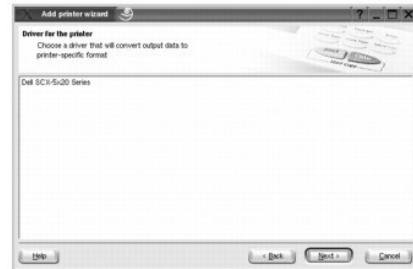 Add printer wizard
Driver for the printer
Choose a driver that will convert output data to
printer-specific format
Dell SCX-5x20 Series
Help
< Back
Next >
Cancel